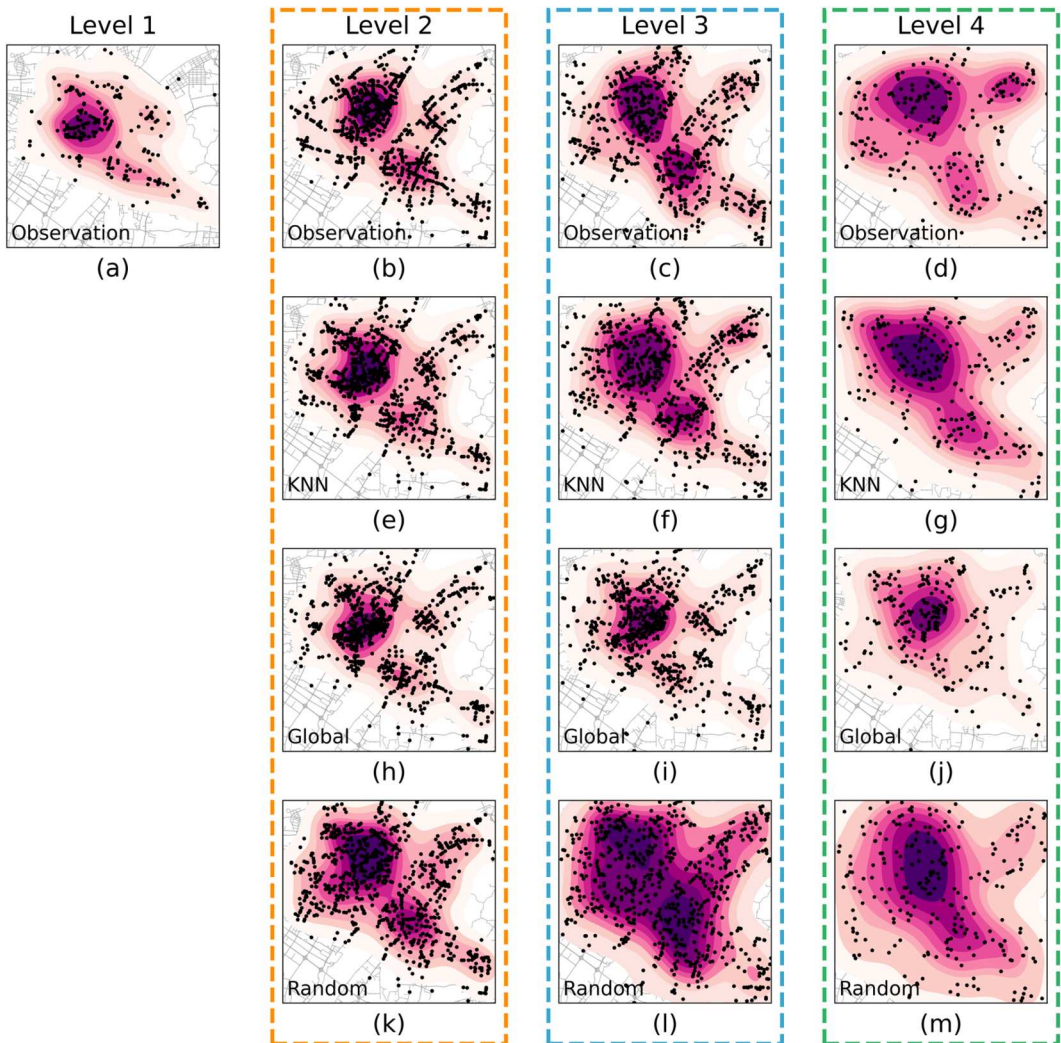 Level 1
Level 2
Level 3
Level 4
Observation
Observation
Observation
Observation
(a)
(b)
(c)
(d)
KNN
KNN
KNN
(e)
(f)
(g)
Global
Global
Global
(h)
(i)
(j)
Random
Random
Random
(k)
(l)
(m)